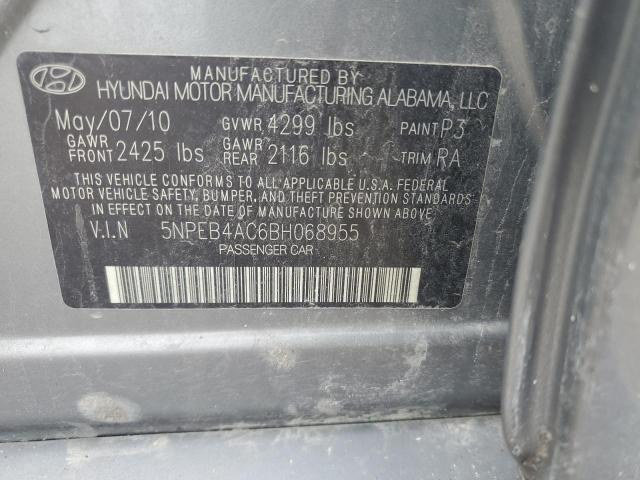 MANUFACTURED BY
HYUNDAI MOTOR MANUFACTURING ALABAMA, LLC
May/07/10 GVWR 4299 lbs PAINT P3
GAWR FRONT 2425 lbs GAWR REAR 2116 lbs TRIM RA
THIS VEHICLE CONFORMS TO ALL APPLICABLE U.S.A. FEDERAL
MOTOR VEHICLE SAFETY, BUMPER, AND THEFT PREVENTION STANDARDS
IN EFFECT ON THE DATE OF MANUFACTURE SHOWN ABOVE.
V.I.N 5NPEB4AC6BH068955
PASSENGER CAR